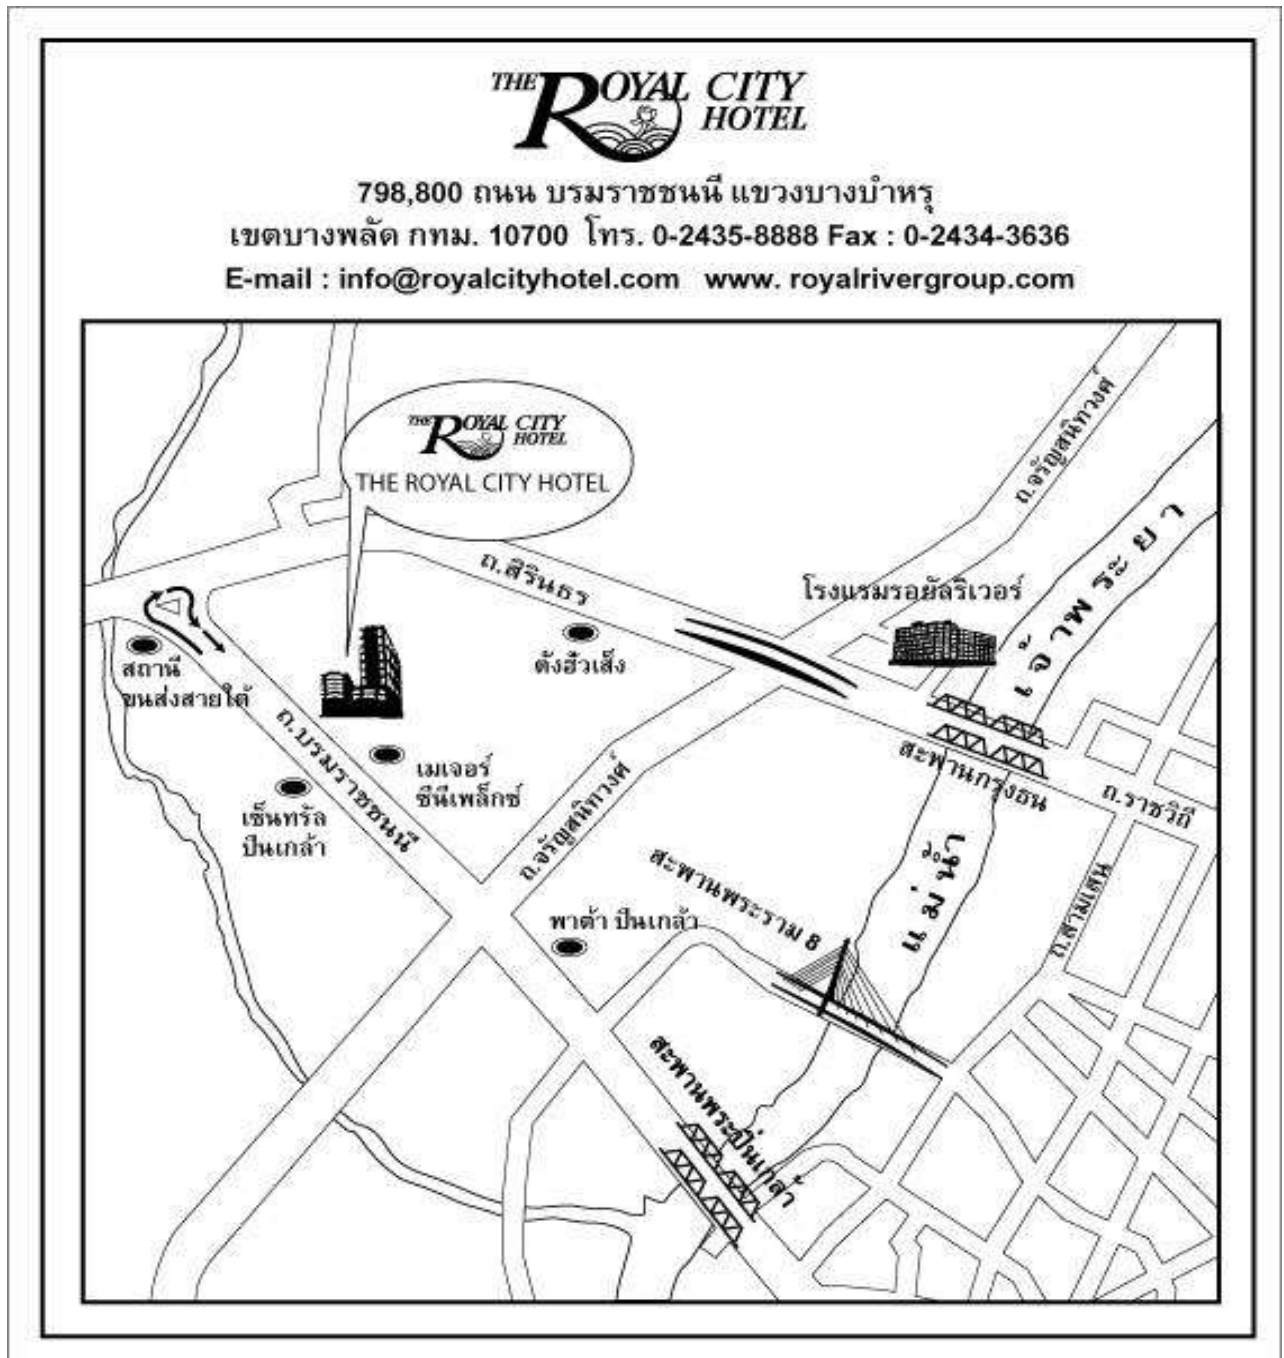 THE ROYAL CITY
HOTEL
798,800 ถนน บรมราชชนนี แขวงบางบำหรุ
เขตบางพลัด กทม. 10700 โทร. 0-2435-8888 Fax : 0-2434-3636
E-mail : info@royalcityhotel.com www. royalrivergroup.com
THE ROYAL CITY
HOTEL
THE ROYAL CITY HOTEL
ถ.จรัญสนิทวงศ์
ถ.สิรินธร
โรงแรมรอยัลริเวอร์
เจ้าพระยา
ตั้งฮั่วเส็ง
สถานี
ขนส่งสายใต้
ถ.บรมราชชนนี
เมเจอร์
ซีนีเพล็กซ์
เซ็นทรัล
ปิ่นเกล้า
ถ.จรัญสนิทวงศ์
สะพานกรุงธน
ถ.ราชวิถี
แม่น้ำ
สะพานพระราม 8
ถ.สามเสน
พาต้า ปิ่นเกล้า
สะพานพระปิ่นเกล้า